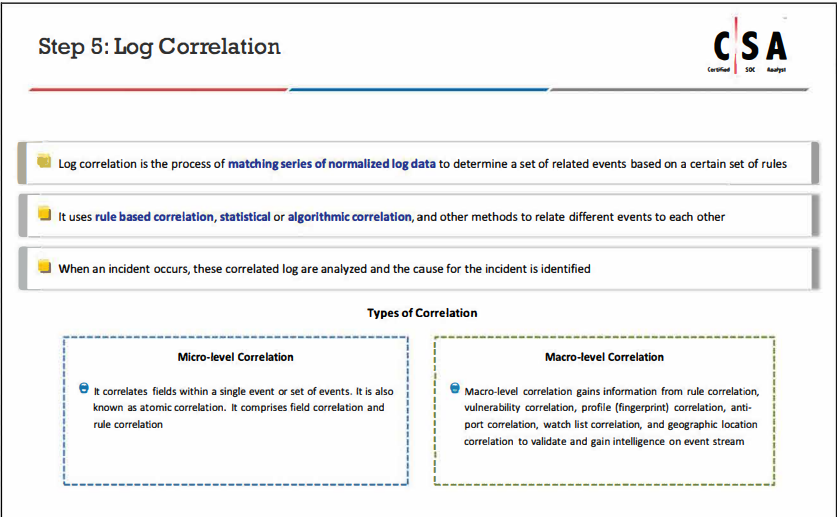 Step 5: Log Correlation
CSA
Certified SOC Analyst
Log correlation is the process of matching series of normalized log data to determine a set of related events based on a certain set of rules
It uses rule based correlation, statistical or algorithmic correlation, and other methods to relate different events to each other
When an incident occurs, these correlated log are analyzed and the cause for the incident is identified
Types of Correlation
Micro-level Correlation
It correlates fields within a single event or set of events. It is also
known as atomic correlation. It comprises field correlation and
rule correlation
Macro-level Correlation
Macro-level correlation gains information from rule correlation,
vulnerability correlation, profile (fingerprint) correlation, anti-
port correlation, watch list correlation, and geographic location
correlation to validate and gain intelligence on event stream